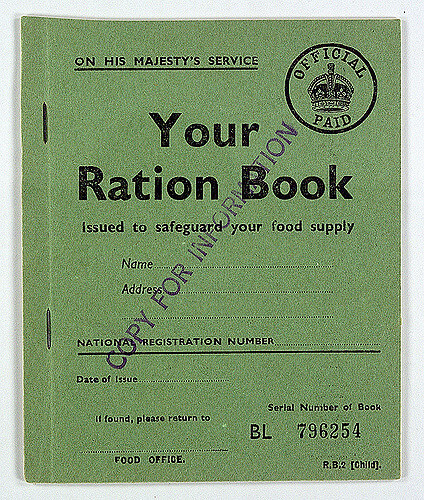 ON HIS MAJESTY'S SERVICE
OFFICIAL
PAID
Your
Ration Book
Issued to safeguard your food supply
Name
Address
NATIONAL REGISTRATION NUMBER
Date of Issue
If found, please return to
Serial Number of Book
BL 796254
FOOD OFFICE.
R.B.2 [Child].
COPY FOR INFORMATION